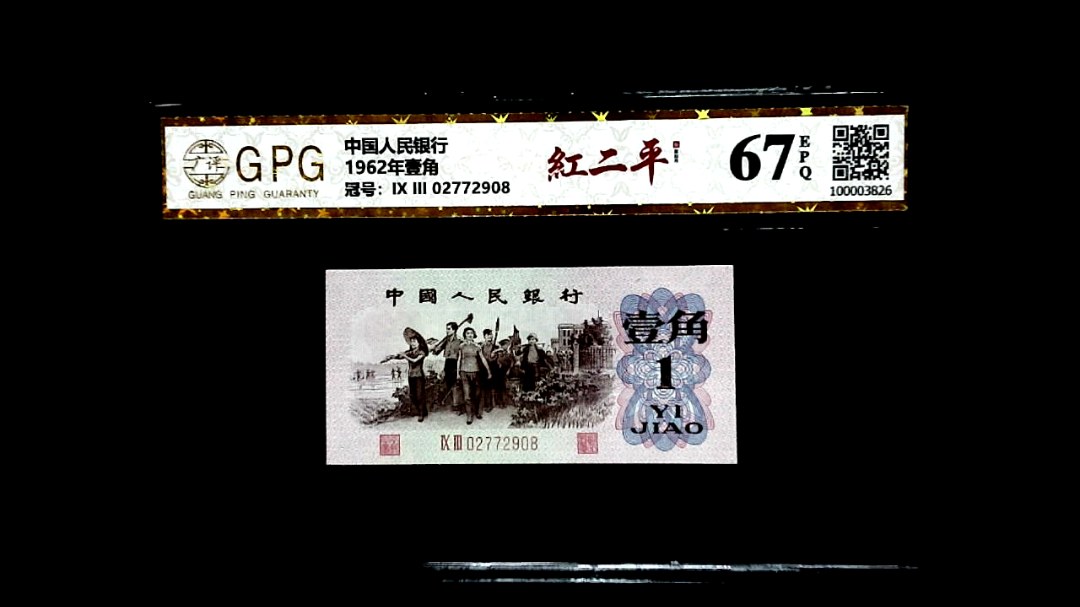 广评
GPG
GUANG PING GUARANTY
中国人民银行
1962年壹角
冠号：IX III 02772908
紅二平
67
EPQ
100003826
中國人民銀行
壹角
1
YI
JIAO
IX III 02772908